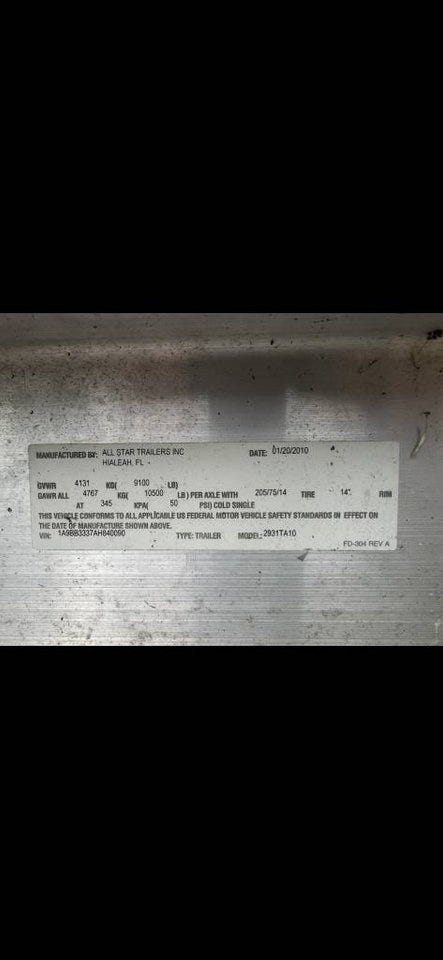 MANUFACTURED BY: ALL STAR TRAILERS INC DATE: 01/20/2010
HIALEAH, FL
GVWR 4131 KG( 9100 LB)
GAWR ALL 4767 KG( 10500 LB) PER AXLE WITH 205/75/14 TIRE 14" RIM
AT 345 KPA( 50 PSI) COLD SINGLE
THIS VEHICLE CONFORMS TO ALL APPLICABLE US FEDERAL MOTOR VEHICLE SAFETY STANDARDS IN EFFECT ON
THE DATE OF MANUFACTURE SHOWN ABOVE.
VIN: 1A9BB3337AH840090 TYPE: TRAILER MODEL: 2931TA10
FD-304 REV A